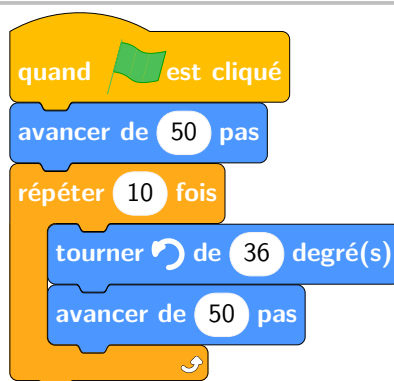 quand est cliqué
avancer de 50 pas
répéter 10 fois
tourner de 36 degré(s)
avancer de 50 pas